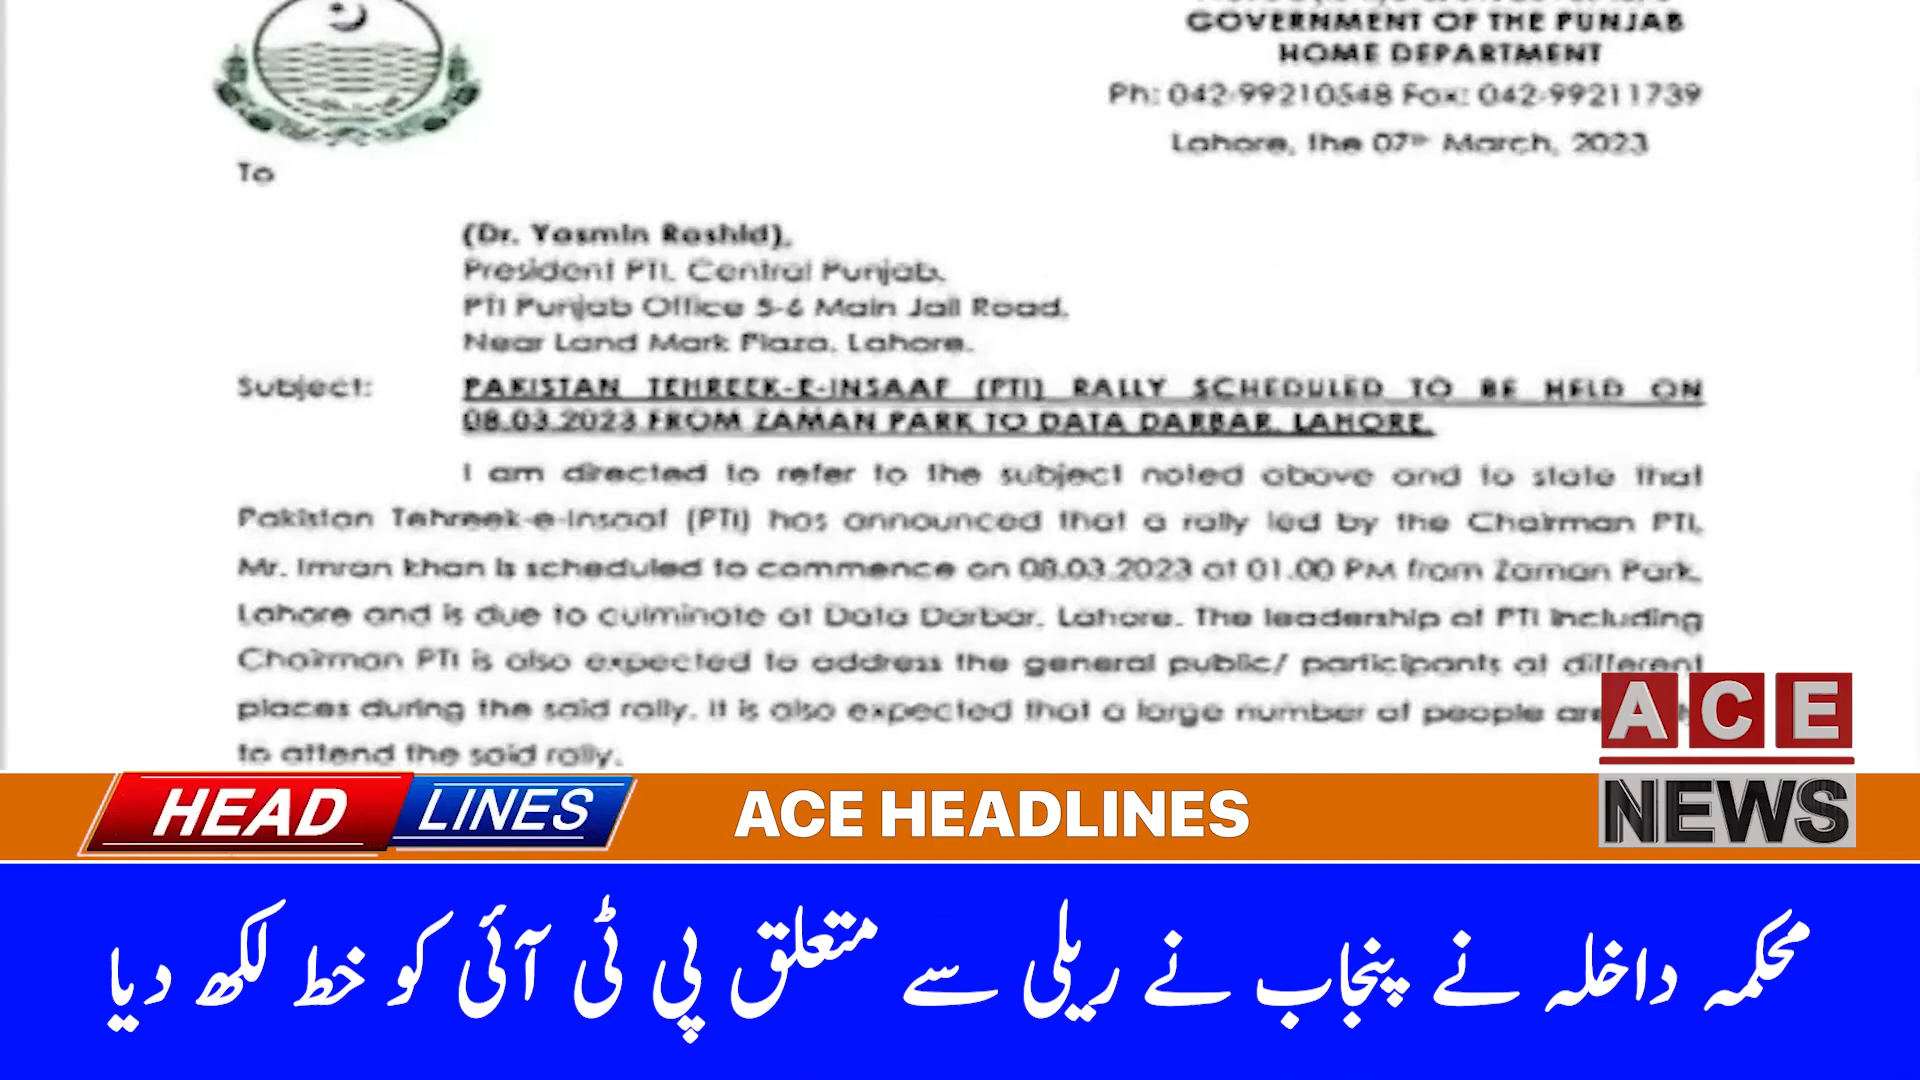 GOVERNMENT OF THE PUNJAB
HOME DEPARTMENT
Ph: 042-99210548 Fax: 042-99211739
Lahore, the 07th March, 2023
To
(Dr. Yasmin Rashid),
President PTI, Central Punjab,
PTI Punjab Office 5-6 Main Jail Road,
Near Land Mark Plaza, Lahore.
Subject: PAKISTAN TEHREEK-E-INSAAF (PTI) RALLY SCHEDULED TO BE HELD ON
08.03.2023 FROM ZAMAN PARK TO DATA DARBAR, LAHORE.
I am directed to refer to the subject noted above and to state that
Pakistan Tehreek-e-Insaaf (PTI) has announced that a rally led by the Chairman PTI,
Mr. Imran khan is scheduled to commence on 08.03.2023 at 01.00 PM from Zaman Park,
Lahore and is due to culminate at Data Darbar, Lahore. The leadership of PTI including
Chairman PTI is also expected to address the general public/ participants at different
places during the said rally. It is also expected that a large number of people are
to attend the said rally.
ACE
NEWS
HEAD LINES
ACE HEADLINES
محکمہ داخلہ نے پنجاب نے ریلی سے متعلق پی ٹی آئی کو خط لکھ دیا